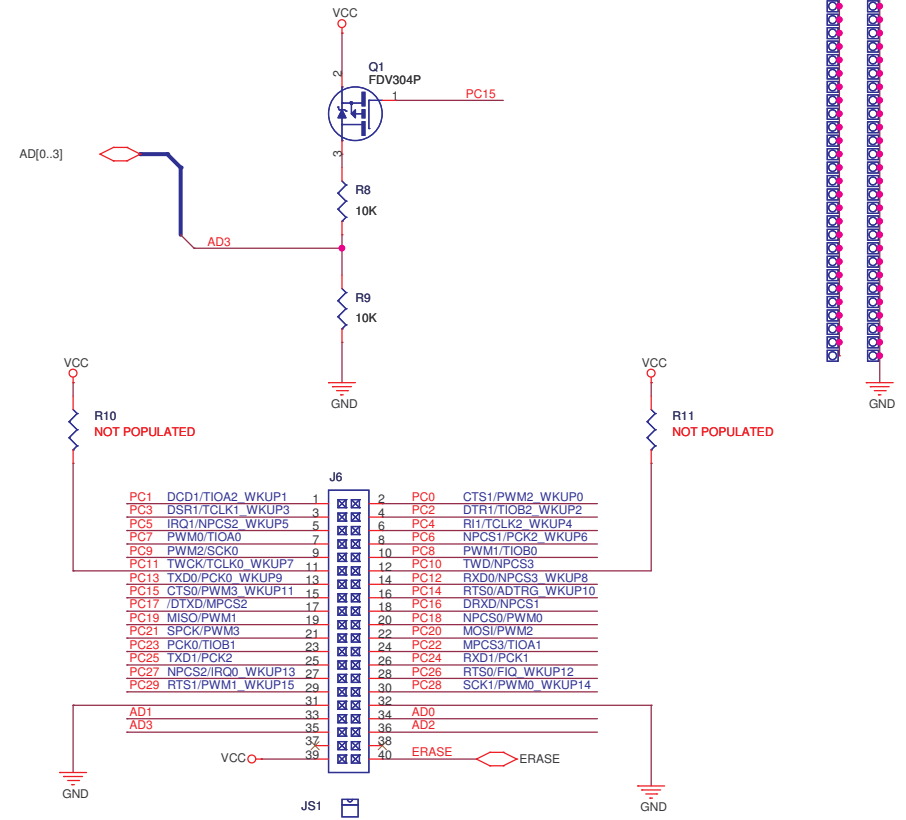 VCC
Q1
FDV304P
2
1
PC15
3
AD[0..3]
R8
10K
AD3
R9
10K
GND
VCC
R10
NOT POPULATED
VCC
R11
NOT POPULATED
GND
J6
PC1 DCD1/TIOA2_WKUP1 1 2 PC0 CTS1/PWM2_WKUP0
PC3 DSR1/TCLK1_WKUP3 3 4 PC2 DTR1/TIOB2_WKUP2
PC5 IRQ1/NPCS2_WKUP5 5 6 PC4 RI1/TCLK2_WKUP4
PC7 PWM0/TIOA0 7 8 PC6 NPCS1/PCK2_WKUP6
PC9 PWM2/SCK0 9 10 PC8 PWM1/TIOB0
PC11 TWCK/TCLK0_WKUP7 11 12 PC10 TWD/NPCS3
PC13 TXD0/PCK0_WKUP9 13 14 PC12 RXD0/NPCS3_WKUP8
PC15 CTS0/PWM3_WKUP11 15 16 PC14 RTS0/ADTRG_WKUP10
PC17 /DTXD/MPCS2 17 18 PC16 DRXD/NPCS1
PC19 MISO/PWM1 19 20 PC18 NPCS0/PWM0
PC21 SPCK/PWM3 21 22 PC20 MOSI/PWM2
PC23 PCK0/TIOB1 23 24 PC22 MPCS3/TIOA1
PC25 TXD1/PCK2 25 26 PC24 RXD1/PCK1
PC27 NPCS2/IRQ0_WKUP13 27 28 PC26 RTS0/FIQ_WKUP12
PC29 RTS1/PWM1_WKUP15 29 30 PC28 SCK1/PWM0_WKUP14
31 32
AD1 33 34 AD0
AD3 35 36 AD2
37 38
VCC 39 40 ERASE ERASE
GND
GND
JS1